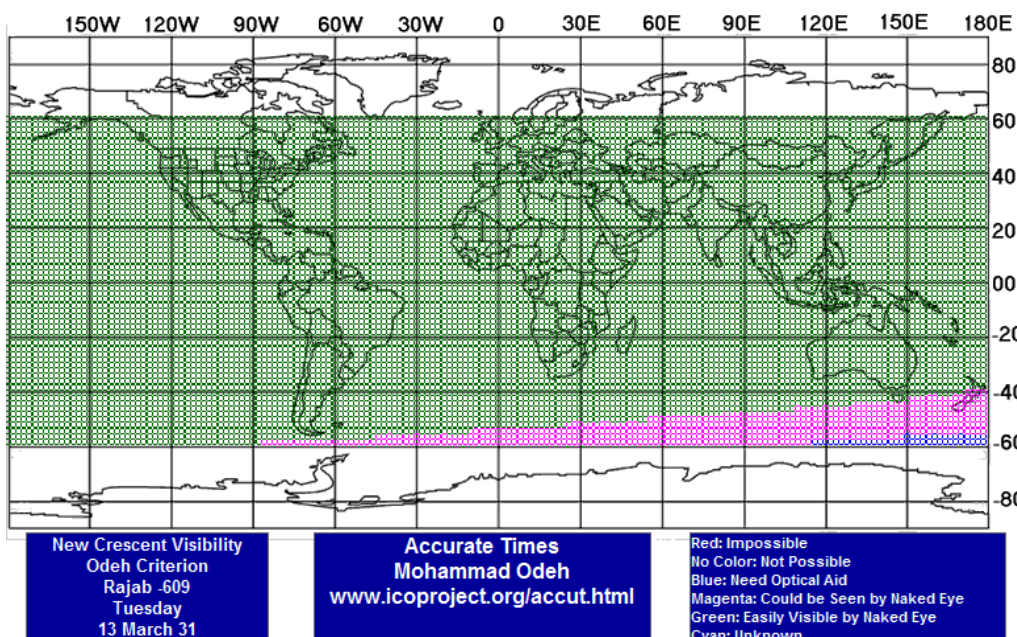 150W 120W 90W 60W 30W 0 30E 60E 90E 120E 150E 180E
80
60
40
20
00
-20
-40
-60
-80
New Crescent Visibility
Odeh Criterion
Rajab -609
Tuesday
13 March 31
Accurate Times
Mohammad Odeh
www.icoproject.org/accut.html
Red: Impossible
No Color: Not Possible
Blue: Need Optical Aid
Magenta: Could be Seen by Naked Eye
Green: Easily Visible by Naked Eye
Cyan: Unknown